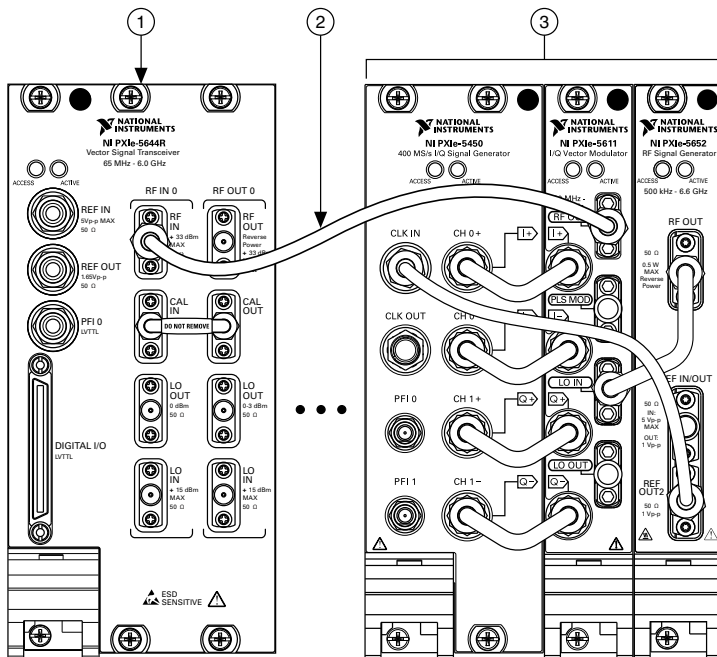 1
2
3
NATIONAL
INSTRUMENTS
NI PXIe-5644R
Vector Signal Transceiver
65 MHz - 6.0 GHz
ACCESS
ACTIVE
REF IN
5Vp-p MAX
50 Ω
REF OUT
1.65Vp-p
50 Ω
PFI 0
LVTTL
DIGITAL I/O
LVTTL
RF IN 0
RF OUT 0
RF
IN
+ 33 dBm
MAX
RF
OUT
Reverse
Power
+ 33 dB
CAL
IN
DO NOT REMOVE
CAL
OUT
LO
OUT
0 dBm
50 Ω
LO
OUT
0-3 dBm
50 Ω
LO
IN
+ 15 dBm
MAX
50 Ω
LO
IN
+ 15 dBm
MAX
50 Ω
ESD
SENSITIVE
NATIONAL
INSTRUMENTS
NI PXIe-5450
400 MS/s I/Q Signal Generator
ACCESS
ACTIVE
CLK IN
CH 0+
I+
CLK OUT
CH 0
PFI 0
CH 1+
Q+
PFI 1
CH 1–
Q–
NATIONAL
INSTRUMENTS
NI PXIe-5611
I/Q Vector Modulator
ACCESS
ACTIVE
MHz -
RF OU
I+
PLS MOD
I–
LO IN
Q+
LO OUT
Q–
NATIONAL
INSTRUMENTS
NI PXIe-5652
RF Signal Generator
ACCESS
ACTIVE
500 kHz - 6.6 GHz
RF OUT
50 Ω
0.5 W
MAX
Reverse
Power
EF IN/OUT
50 Ω
IN:
5 Vp-p
MAX
OUT:
1 Vp-p
REF
OUT2
50 Ω
1 Vp-p